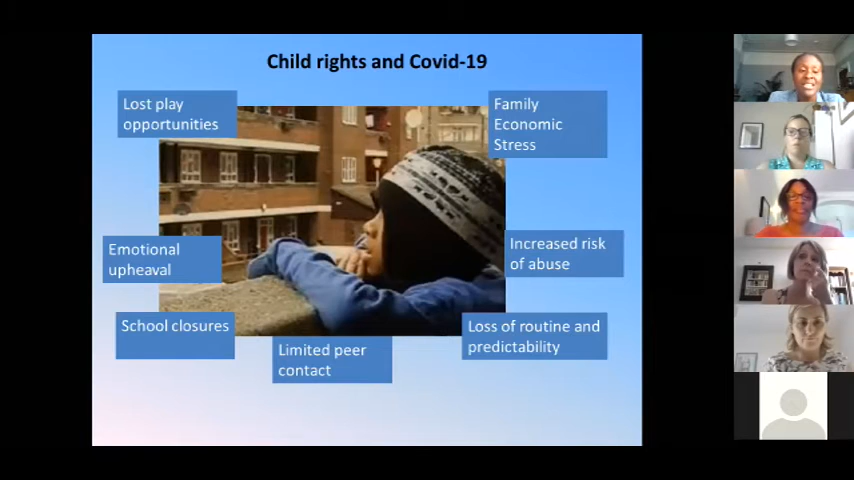 Child rights and Covid-19
Lost play
opportunities
Family
Economic
Stress
Emotional
upheaval
Increased risk
of abuse
School closures
Limited peer
contact
Loss of routine and
predictability